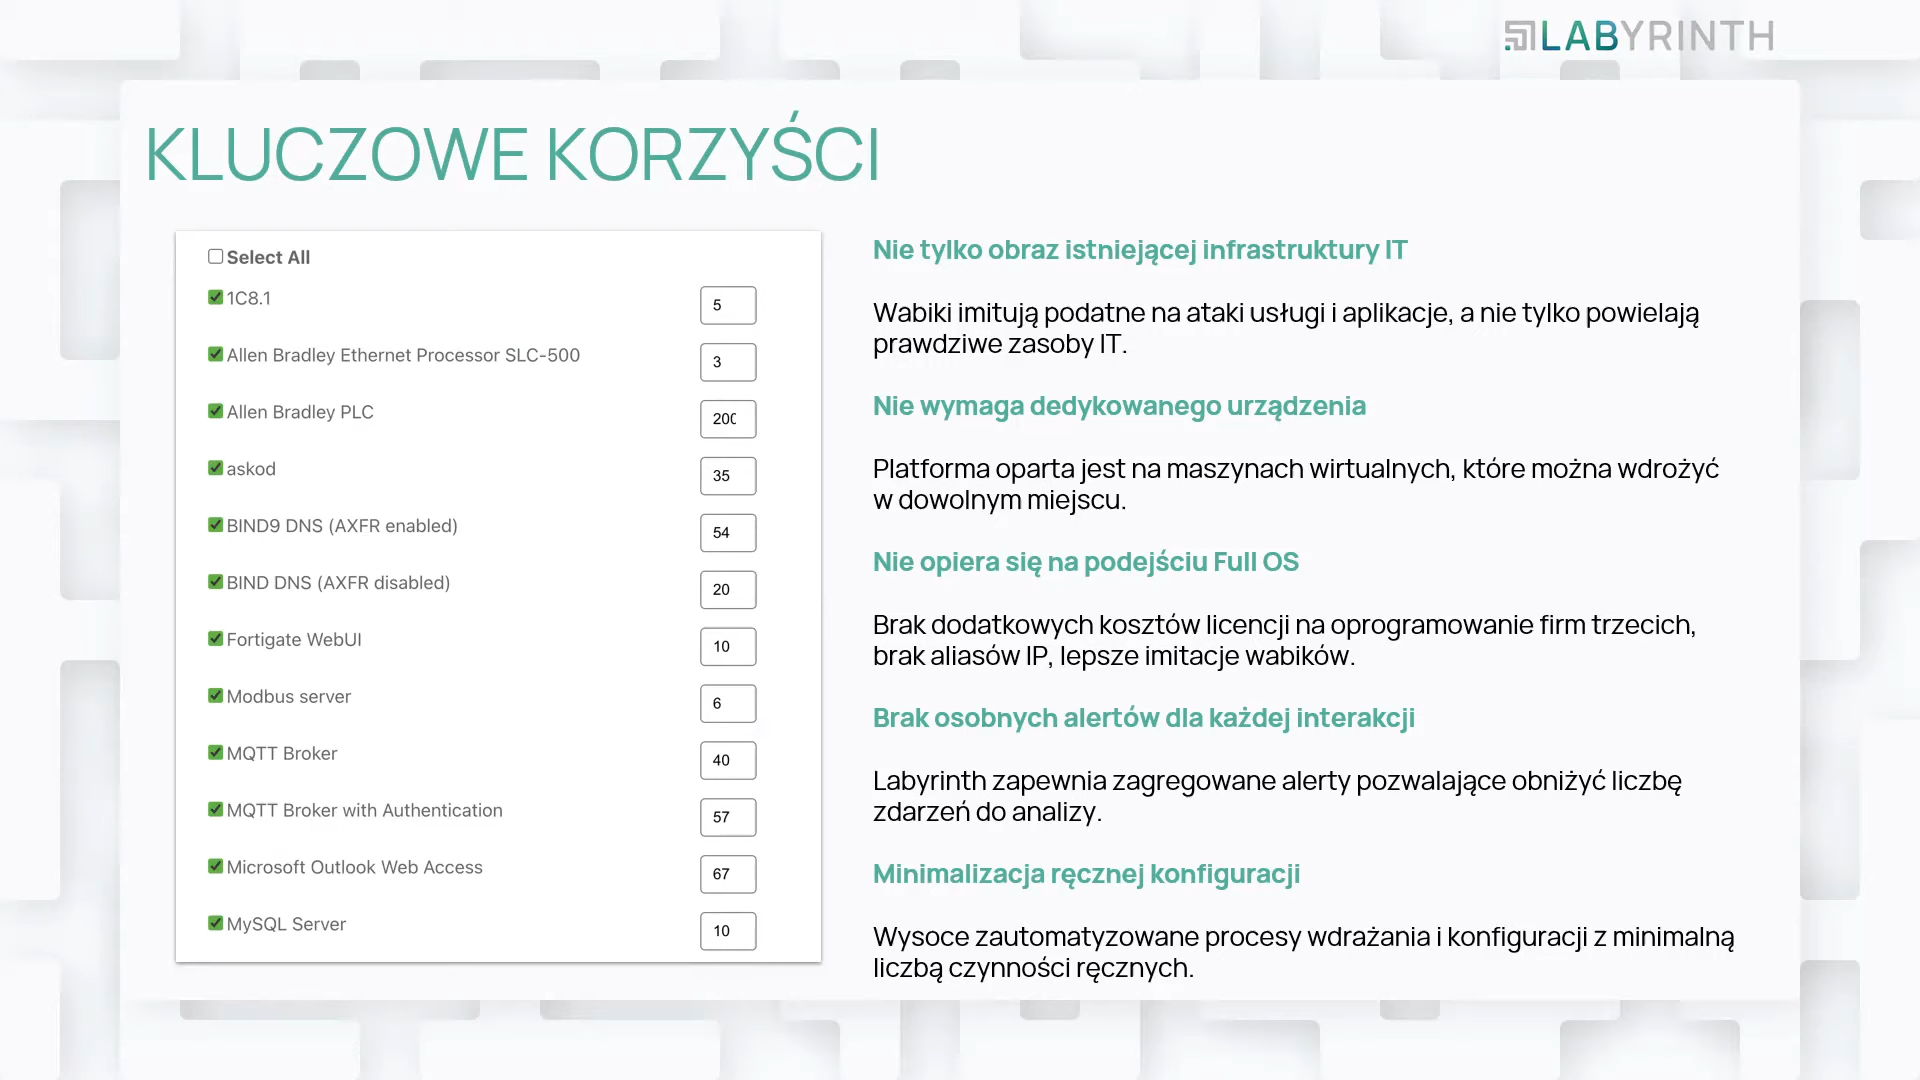 LABYRINTH
KLUCZOWE KORZYŚCI
Select All
1C8.1 5
Allen Bradley Ethernet Processor SLC-500 3
Allen Bradley PLC 200
askod 35
BIND9 DNS (AXFR enabled) 54
BIND DNS (AXFR disabled) 20
Fortigate WebUI 10
Modbus server 6
MQTT Broker 40
MQTT Broker with Authentication 57
Microsoft Outlook Web Access 67
MySQL Server 10
Nie tylko obraz istniejącej infrastruktury IT
Wabiki imitują podatne na ataki usługi i aplikacje, a nie tylko powielają
prawdziwe zasoby IT.
Nie wymaga dedykowanego urządzenia
Platforma oparta jest na maszynach wirtualnych, które można wdrożyć
w dowolnym miejscu.
Nie opiera się na podejściu Full OS
Brak dodatkowych kosztów licencji na oprogramowanie firm trzecich,
brak aliasów IP, lepsze imitacje wabików.
Brak osobnych alertów dla każdej interakcji
Labyrinth zapewnia zagregowane alerty pozwalające obniżyć liczbę
zdarzeń do analizy.
Minimalizacja ręcznej konfiguracji
Wysoce zautomatyzowane procesy wdrażania i konfiguracji z minimalną
liczbą czynności ręcznych.